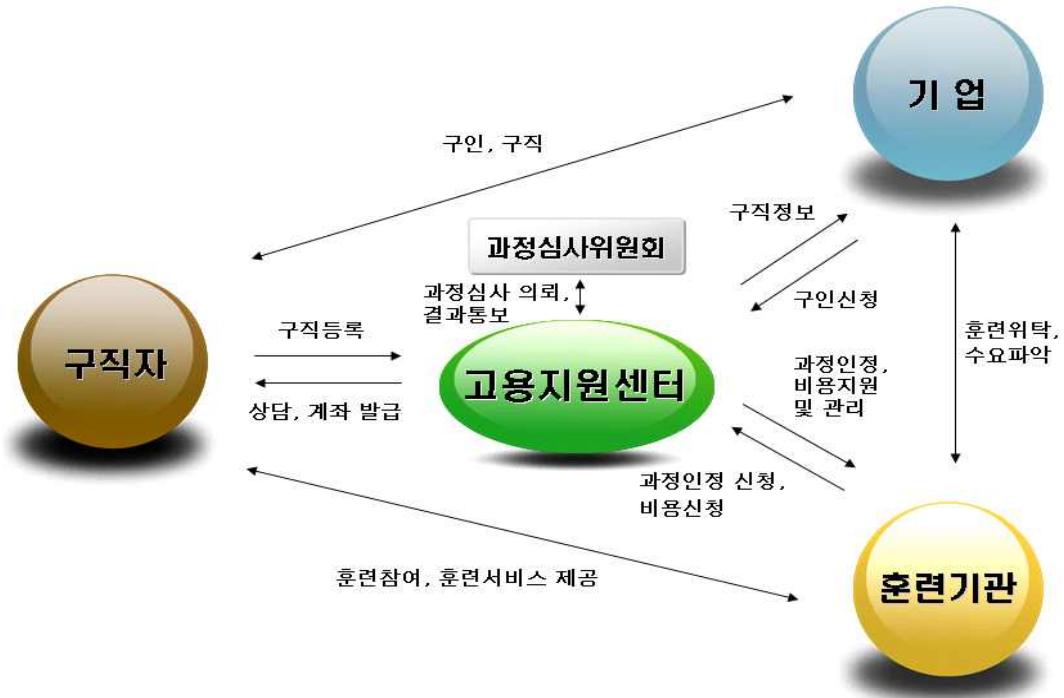 기 업
구인, 구직
구직정보
과정심사위원회
구인신청
과정심사 의뢰,
결과통보
구직등록
구직자
고용지원센터
상담, 계좌 발급
훈련위탁,
수요파악
과정인정,
비용지원
및 관리
과정인정 신청,
비용신청
훈련참여, 훈련서비스 제공
훈련기관